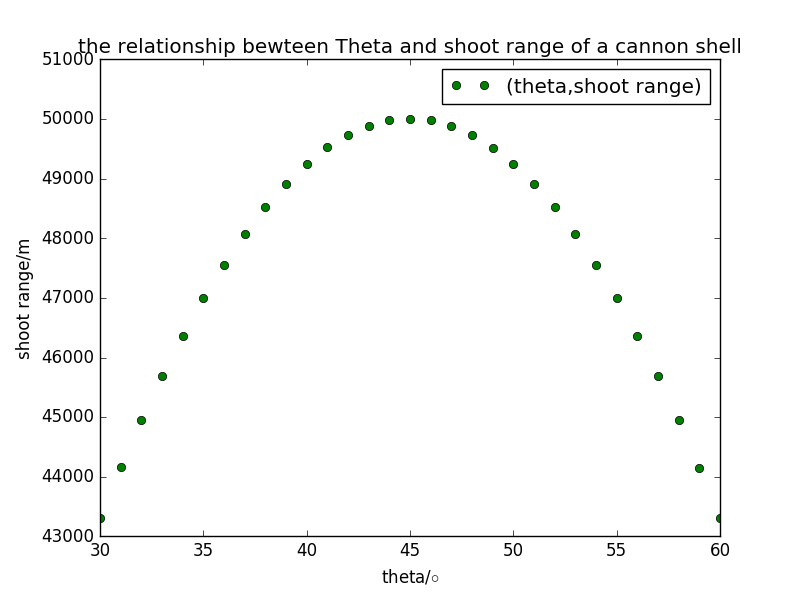 the relationship bewteen Theta and shoot range of a cannon shell
(theta,shoot range)
51000
50000
49000
48000
47000
46000
45000
44000
43000
shoot range/m
30 35 40 45 50 55 60
theta/○